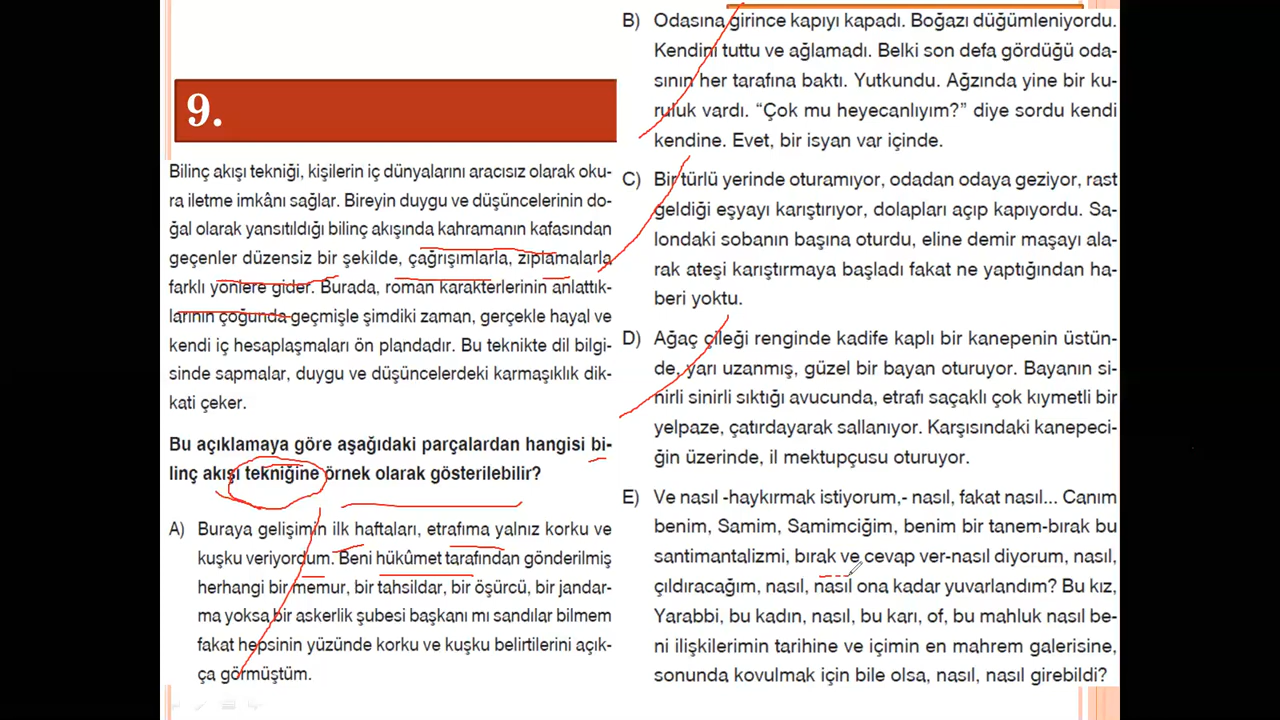 9.
Bilinç akışı tekniği, kişilerin iç dünyalarını aracısız olarak oku-
ra iletme imkânı sağlar. Bireyin duygu ve düşüncelerinin do-
ğal olarak yansıtıldığı bilinç akışında kahramanın kafasından
geçenler düzensiz bir şekilde, çağrışımlarla, zıplamalarla
farklı yönlere gider. Burada, roman karakterlerinin anlattık-
larının çoğunda geçmişle şimdiki zaman, gerçekle hayal ve
kendi iç hesaplaşmaları ön plandadır. Bu teknikte dil bilgi-
sinde sapmalar, duygu ve düşüncelerdeki karmaşıklık dik-
kati çeker.
Bu açıklamaya göre aşağıdaki parçalardan hangisi bi-
linç akışı tekniğine örnek olarak gösterilebilir?
A) Buraya gelişimin ilk haftaları, etrafıma yalnız korku ve
kuşku veriyordum. Beni hükûmet tarafından gönderilmiş
herhangi bir memur, bir tahsildar, bir öşürcü, bir jandar-
ma yoksa bir askerlik şubesi başkanı mı sandılar bilmem
fakat hepsinin yüzünde korku ve kuşku belirtilerini açık-
ça görmüştüm.
B) Odasına girince kapıyı kapadı. Boğazı düğümleniyordu.
Kendini tuttu ve ağlamadı. Belki son defa gördüğü oda-
sının her tarafına baktı. Yutkundu. Ağzında yine bir ku-
ruluk vardı. “Çok mu heyecanlıyım?” diye sordu kendi
kendine. Evet, bir isyan var içinde.
C) Bir türlü yerinde oturamıyor, odadan odaya geziyor, rast
geldiği eşyayı karıştırıyor, dolapları açıp kapıyordu. Sa-
londaki sobanın başına oturdu, eline demir maşayı ala-
rak ateşi karıştırmaya başladı fakat ne yaptığından ha-
beri yoktu.
D) Ağaç çileği renginde kadife kaplı bir kanepenin üstün-
de, yarı uzanmış, güzel bir bayan oturuyor. Bayanın si-
nirli sinirli sıktığı avucunda, etrafı saçaklı çok kıymetli bir
yelpaze, çatırdayarak sallanıyor. Karşısındaki kanepeci-
ğin üzerinde, il mektupçusu oturuyor.
E) Ve nasıl -haykırmak istiyorum,- nasıl, fakat nasıl... Canım
benim, Samim, Samimciğim, benim bir tanem-bırak bu
santimantalizmi, bırak ve cevap ver-nasıl diyorum, nasıl,
çıldıracağım, nasıl, nasıl ona kadar yuvarlandım? Bu kız,
Yarabbi, bu kadın, nasıl, bu karı, of, bu mahluk nasıl be-
ni ilişkilerimin tarihine ve içimin en mahrem galerisine,
sonunda kovulmak için bile olsa, nasıl, nasıl girebildi?